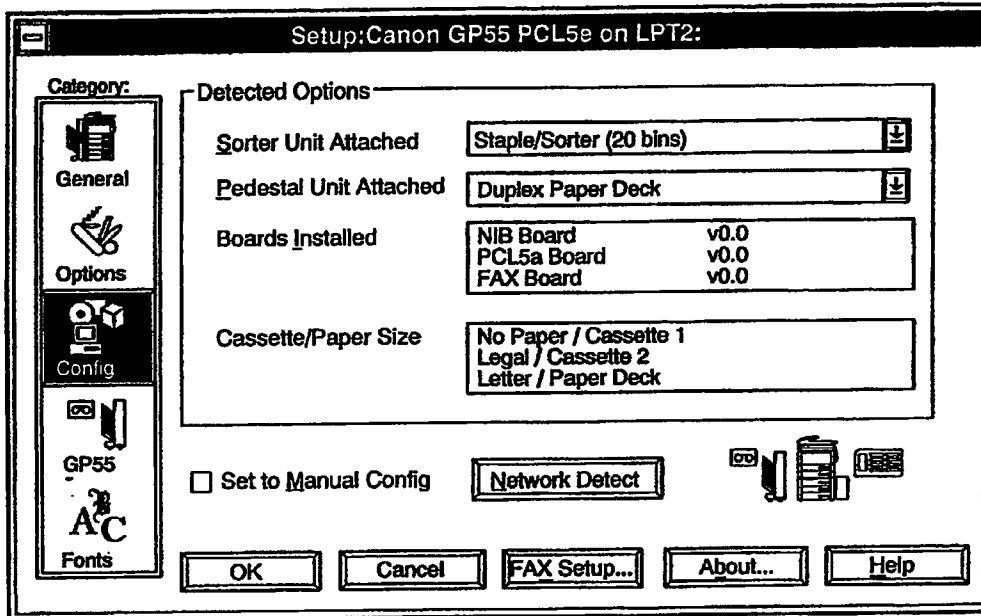 Setup:Canon GP55 PCL5e on LPT2:
Category:
General
Options
Config
GP55
Fonts
Detected Options
Sorter Unit Attached Staple/Sorter (20 bins)
Pedestal Unit Attached Duplex Paper Deck
Boards Installed
NIB Board v0.0
PCL5a Board v0.0
FAX Board v0.0
Cassette/Paper Size
No Paper / Cassette 1
Legal / Cassette 2
Letter / Paper Deck
Set to Manual Config Network Detect
OK Cancel FAX Setup... About... Help